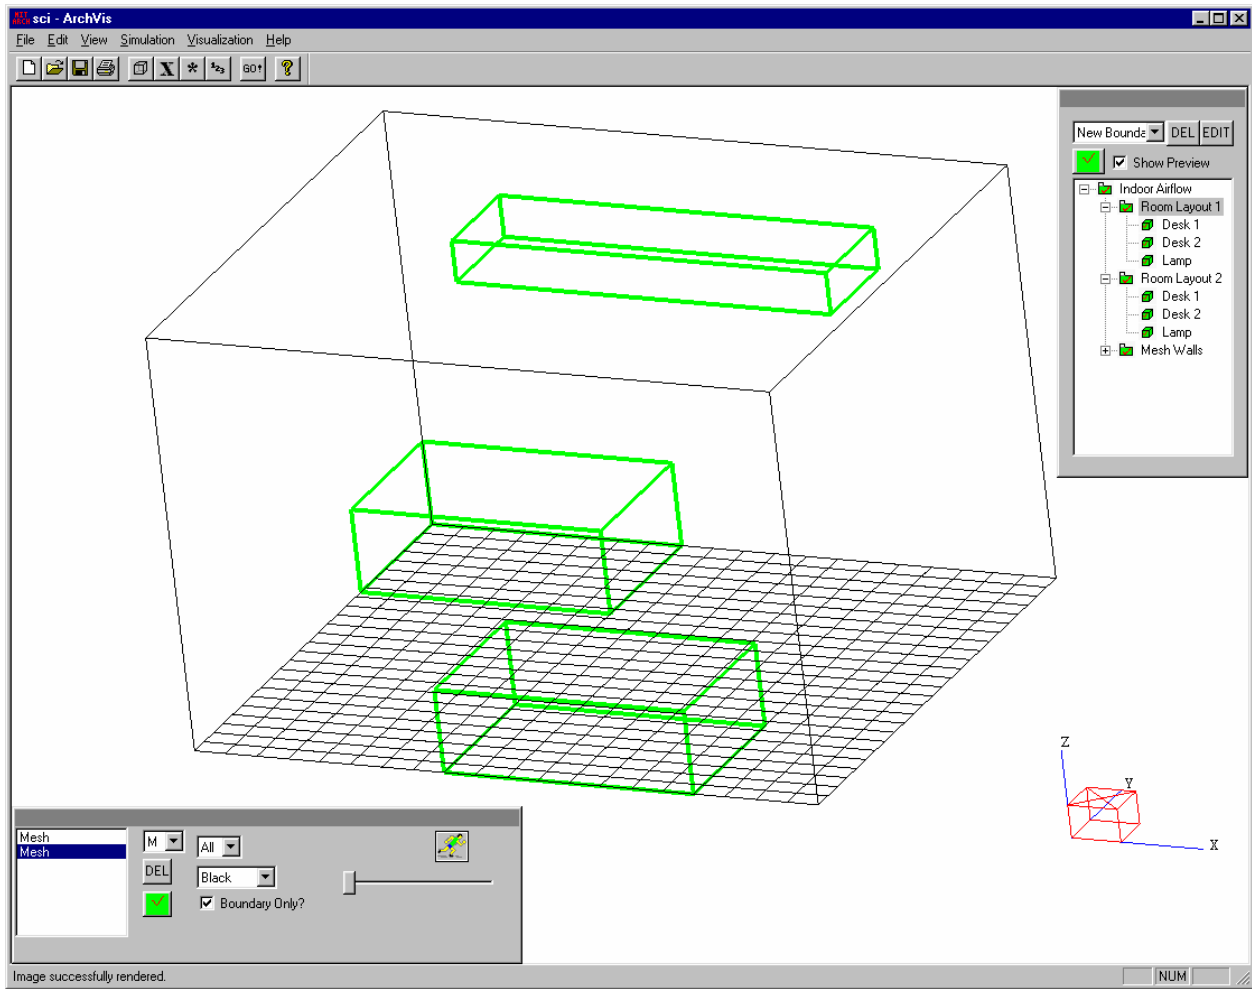 sci - ArchVis
File Edit View Simulation Visualization Help
X * 1/23 GO!  ?
New Bounda DEL EDIT
Show Preview
Indoor Airflow
Room Layout 1
Desk 1
Desk 2
Lamp
Room Layout 2
Desk 1
Desk 2
Lamp
Mesh Walls
Z
Y
X
Mesh
Mesh
M
All
DEL
Black
Boundary Only?
Image successfully rendered.
NUM